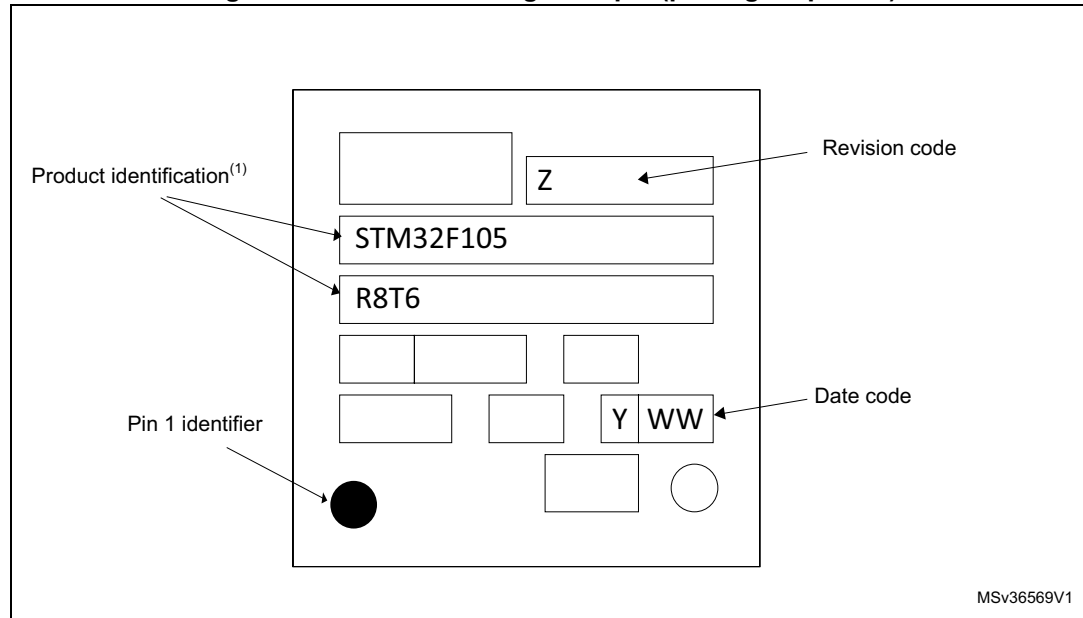 Revision code
Product identification(1)
Z
STM32F105
R8T6
Date code
Y WW
Pin 1 identifier
MSv36569V1